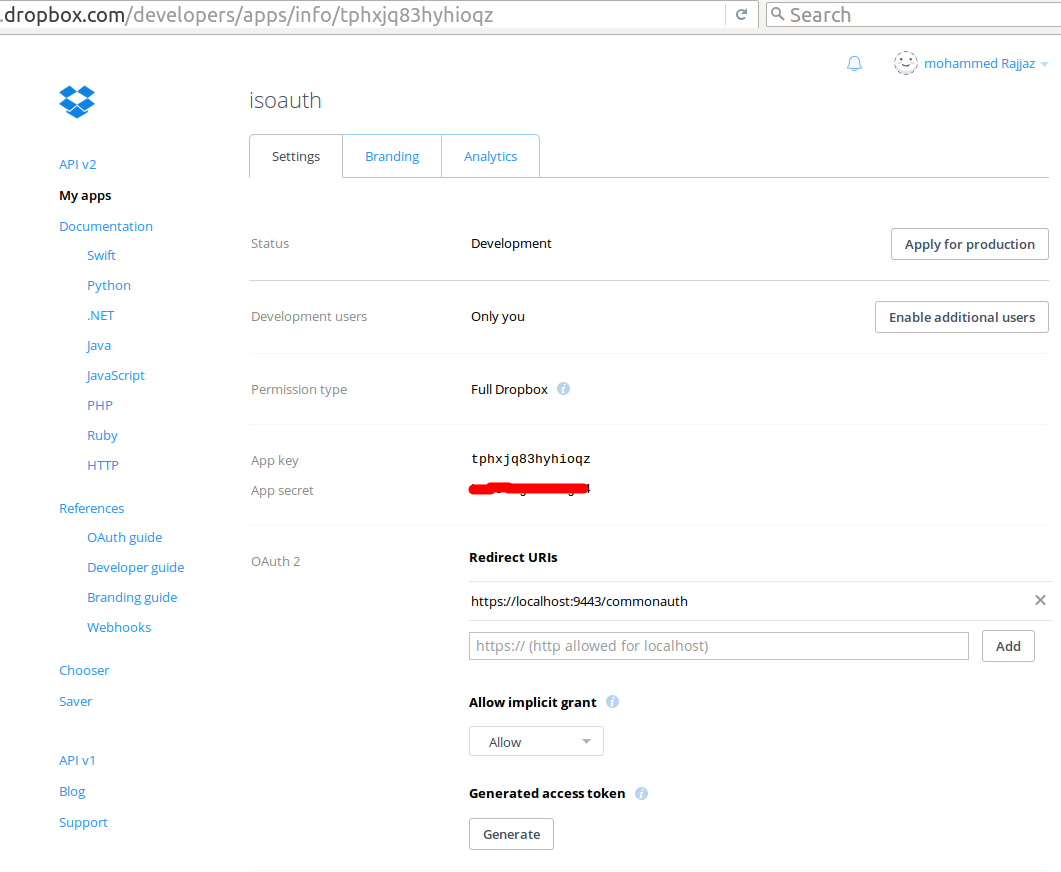 .dropbox.com/developers/apps/info/tphxjq83hyhioqz
Search
mohammed Rajjaz
isoauth
Settings
Branding
Analytics
API v2
My apps
Documentation
Swift
Python
.NET
Java
JavaScript
PHP
Ruby
HTTP
References
OAuth guide
Developer guide
Branding guide
Webhooks
Chooser
Saver
API v1
Blog
Support
Status
Development
Apply for production
Development users
Only you
Enable additional users
Permission type
Full Dropbox
App key
tphxjq83hyhioqz
App secret
OAuth 2
Redirect URIs
https://localhost:9443/commonauth
https:// (http allowed for localhost)
Add
Allow implicit grant
Allow
Generated access token
Generate